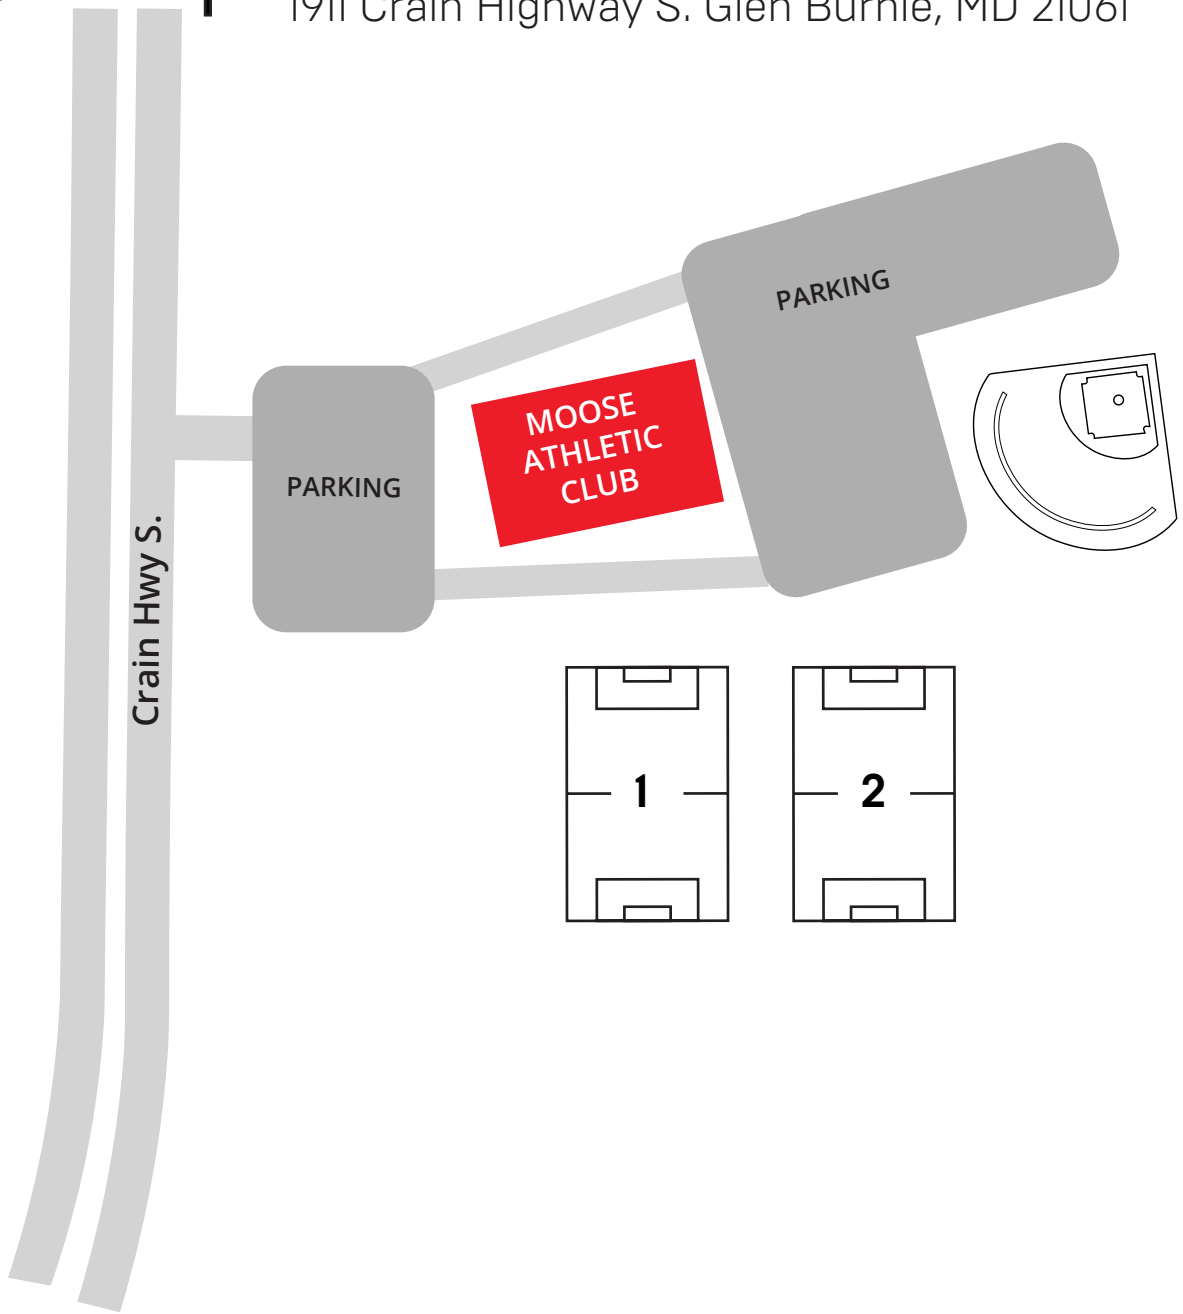 1911 Crain Highway S. Glen Burnie, MD 21061
PARKING
MOOSE
ATHLETIC
CLUB
PARKING
Crain Hwy S.
1
2